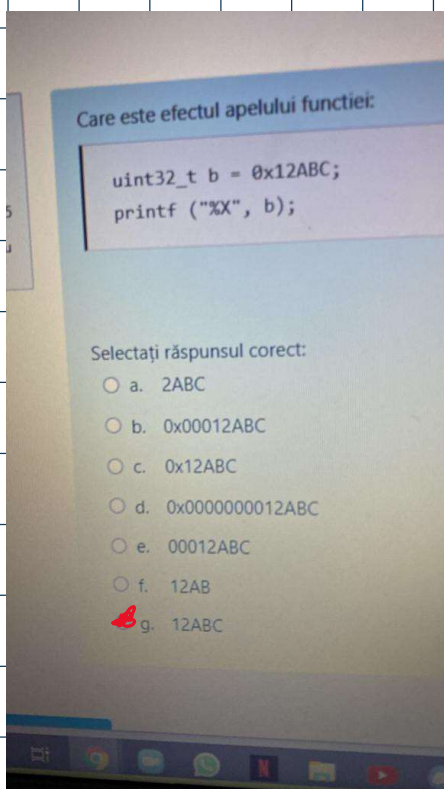 Care este efectul apelului functiei:
uint32_t b = 0x12ABC;
printf ("%X", b);
Selectați răspunsul corect:
a. 2ABC
b. 0x00012ABC
c. 0x12ABC
d. 0x0000000012ABC
e. 00012ABC
f. 12AB
g. 12ABC